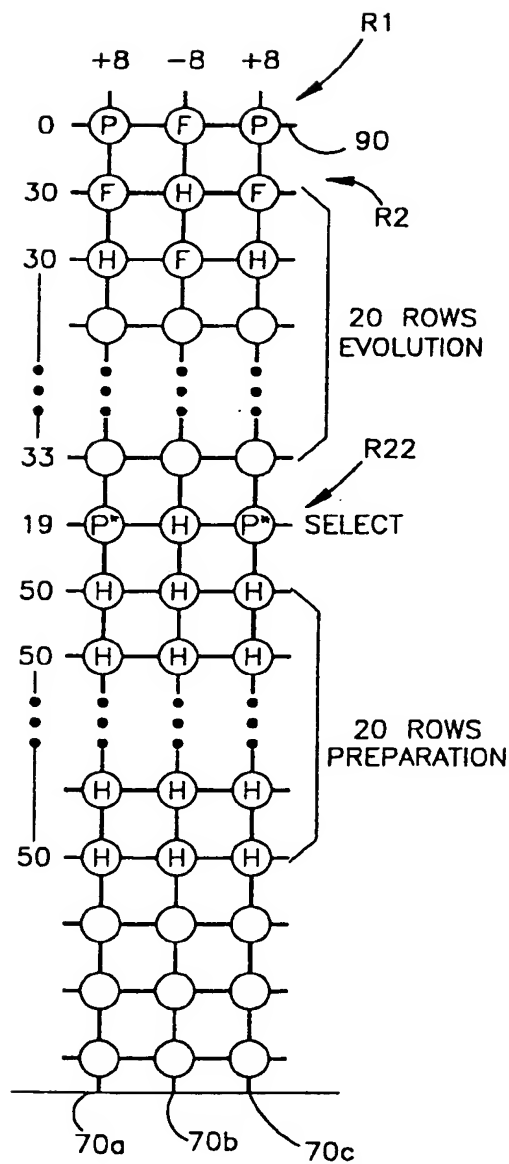 R1
+8 -8 +8
0 P F P 90
30 F H F R2
30 H F H
20 ROWS
EVOLUTION
33
R22
19 P* H P* SELECT
50 H H H
50 H H H
20 ROWS
PREPARATION
H H H
50 H H H
70a 70b 70c